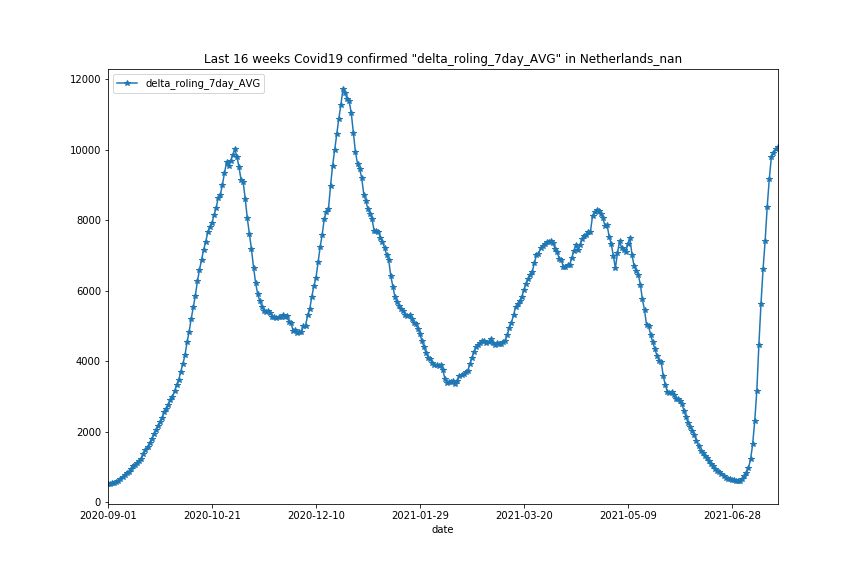 Last 16 weeks Covid19 confirmed "delta_roling_7day_AVG" in Netherlands_nan
delta_roling_7day_AVG
12000
10000
8000
6000
4000
2000
0
2020-09-01 2020-10-21 2020-12-10 2021-01-29 2021-03-20 2021-05-09 2021-06-28
date